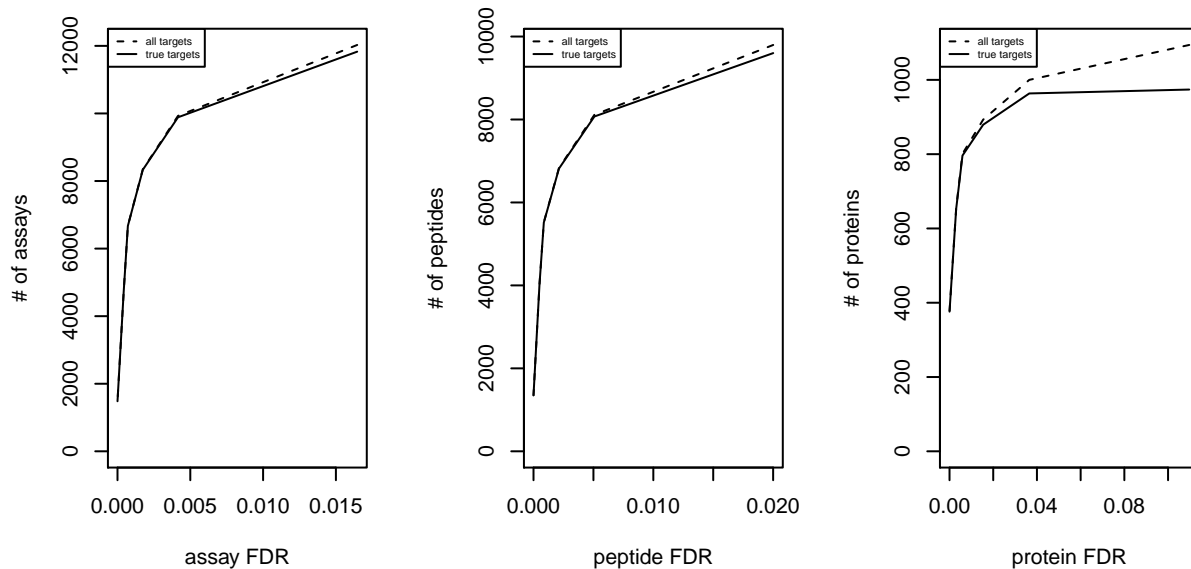 all targets
true targets
12000
8000
6000
4000
2000
0
# of assays
0.000
0.005
0.010
0.015
assay FDR
all targets
true targets
10000
8000
6000
4000
2000
0
# of peptides
0.000
0.010
0.020
peptide FDR
all targets
true targets
1000
800
600
400
200
0
# of proteins
0.00
0.04
0.08
protein FDR